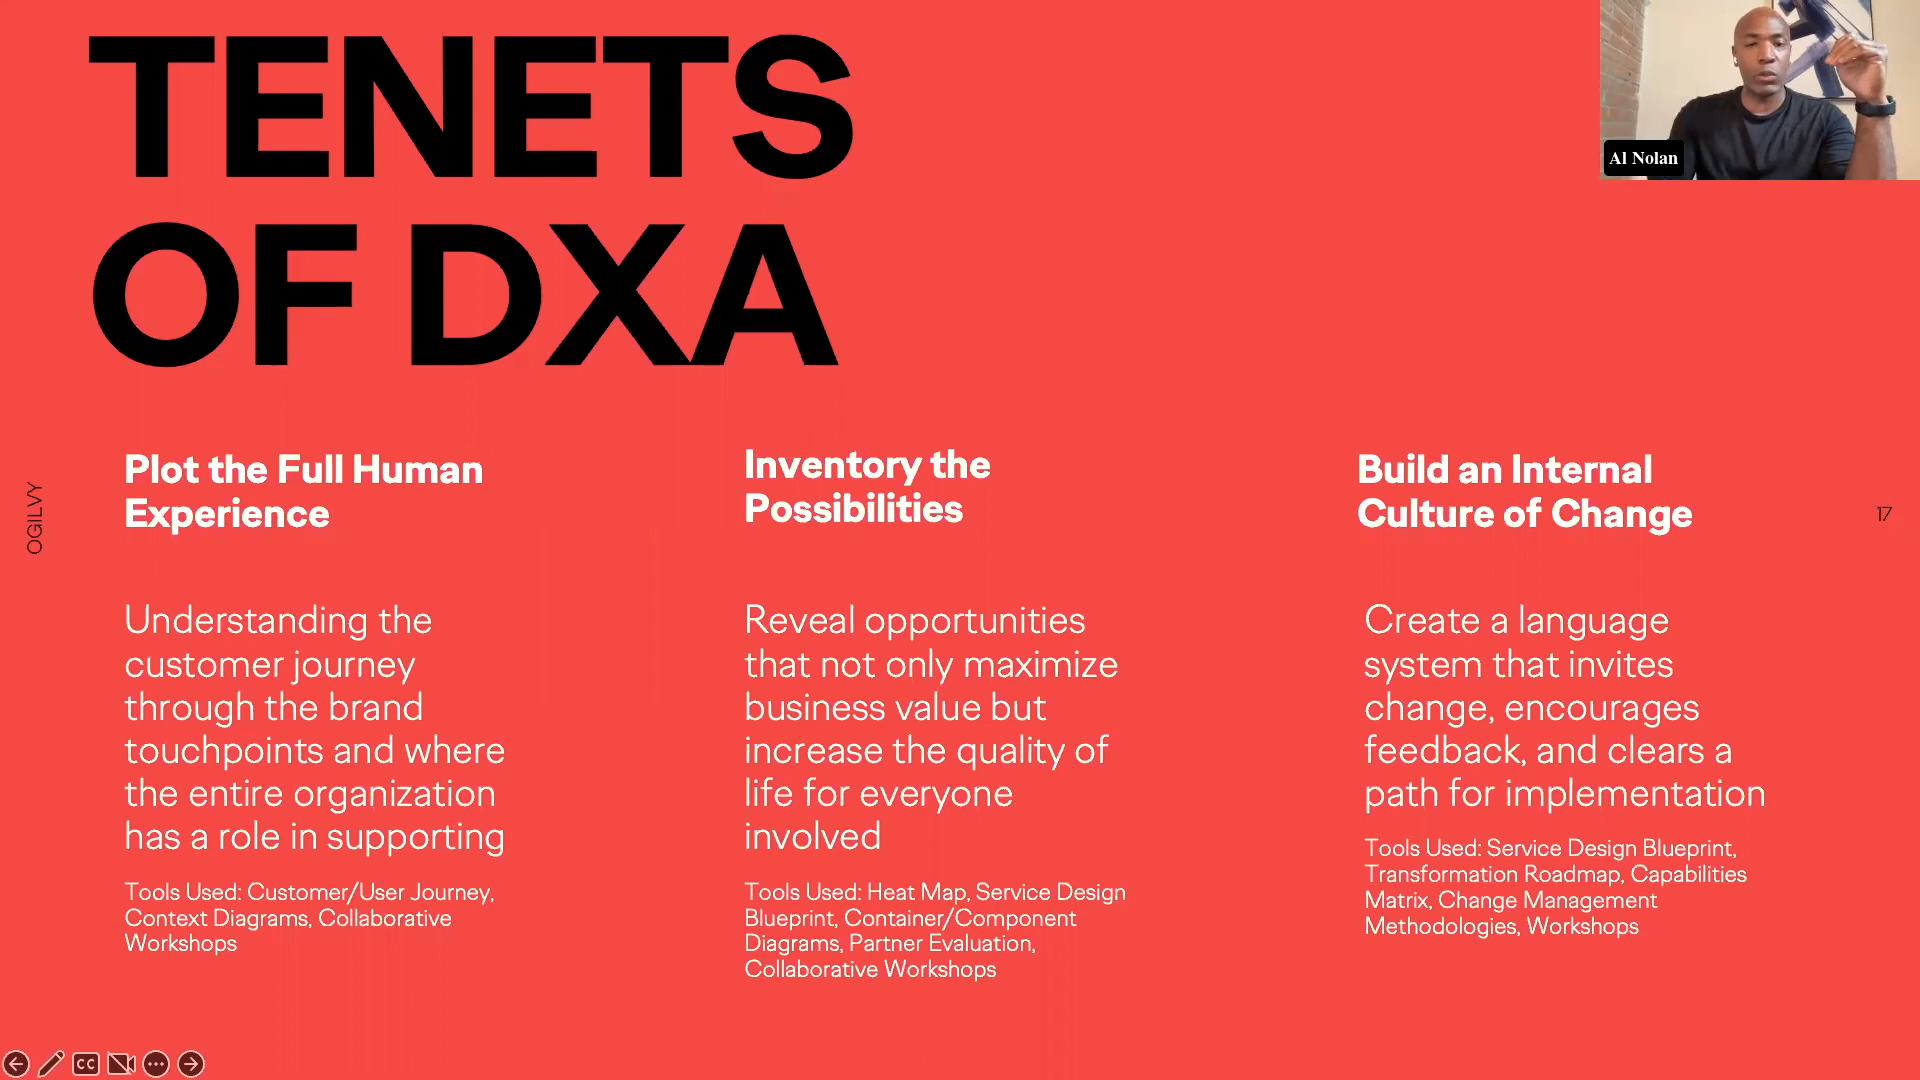 TENETS
OF DXA
Al Nolan
OGILVY
Plot the Full Human
Experience
Understanding the
customer journey
through the brand
touchpoints and where
the entire organization
has a role in supporting
Tools Used: Customer/User Journey,
Context Diagrams, Collaborative
Workshops
Inventory the
Possibilities
Reveal opportunities
that not only maximize
business value but
increase the quality of
life for everyone
involved
Tools Used: Heat Map, Service Design
Blueprint, Container/Component
Diagrams, Partner Evaluation,
Collaborative Workshops
Build an Internal
Culture of Change
Create a language
system that invites
change, encourages
feedback, and clears a
path for implementation
Tools Used: Service Design Blueprint,
Transformation Roadmap, Capabilities
Matrix, Change Management
Methodologies, Workshops
17
CC